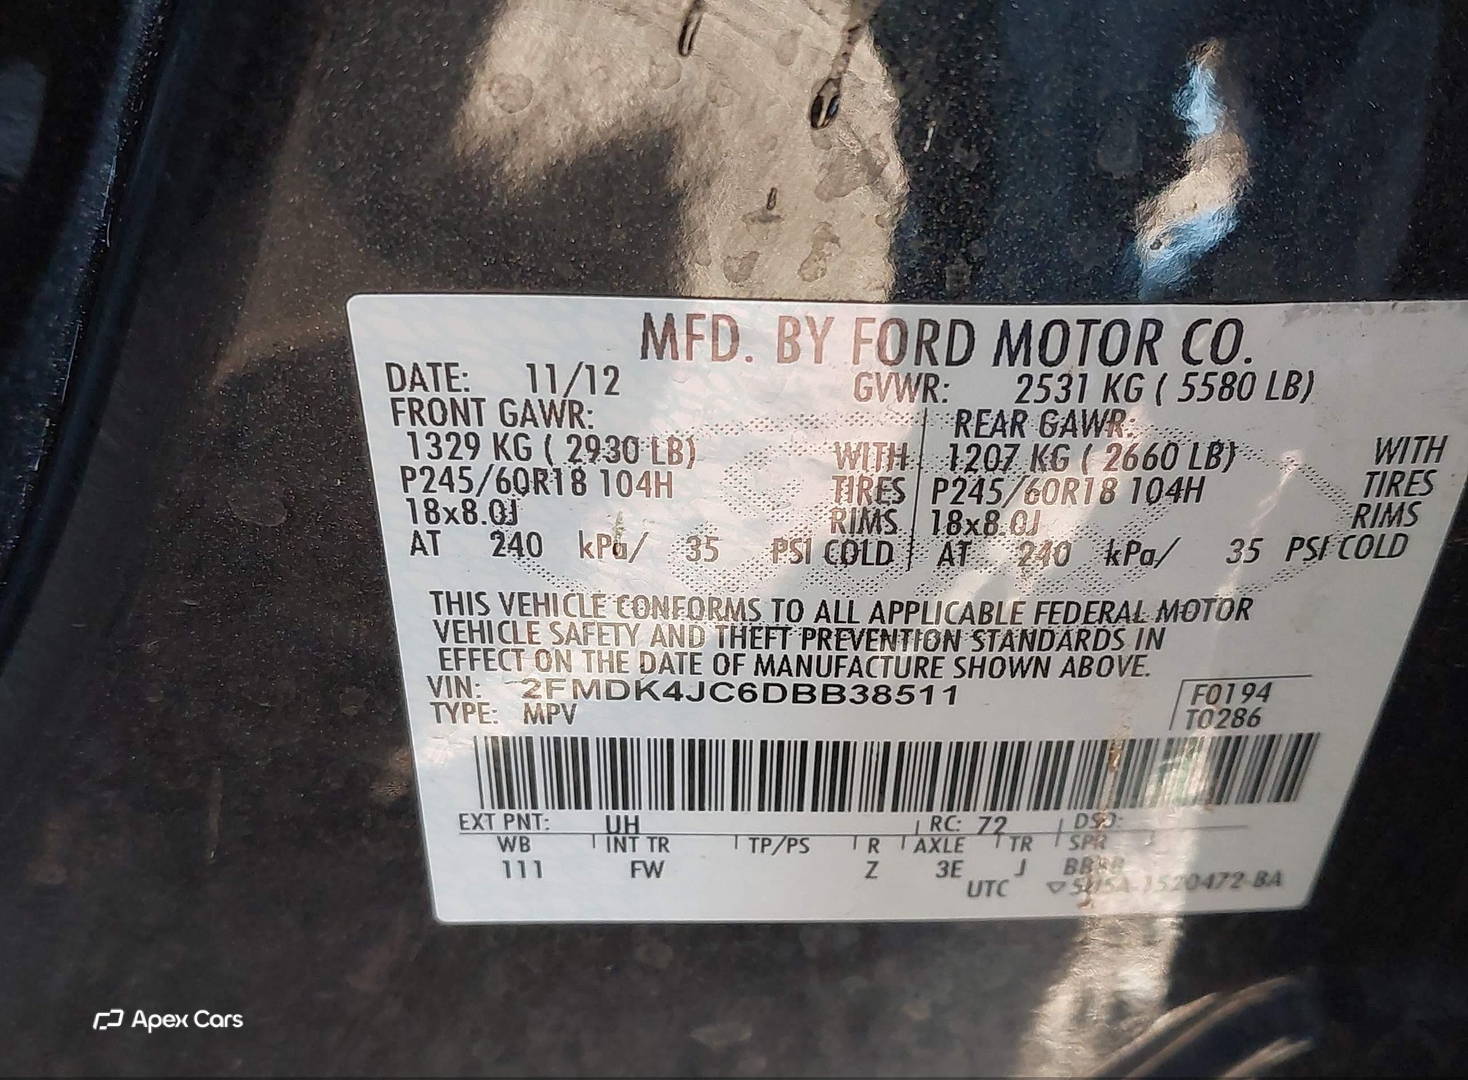 MFD. BY FORD MOTOR CO.
DATE: 11/12 GVWR: 2531 KG ( 5580 LB)
FRONT GAWR: REAR GAWR:
1329 KG ( 2930 LB) WITH 1207 KG ( 2660 LB) WITH
P245/60R18 104H TIRES P245/60R18 104H TIRES
18x8.0J RIMS 18x8.0J RIMS
AT 240 kPa/ 35 PSI COLD AT 240 kPa/ 35 PSI COLD
THIS VEHICLE CONFORMS TO ALL APPLICABLE FEDERAL MOTOR
VEHICLE SAFETY AND THEFT PREVENTION STANDARDS IN
EFFECT ON THE DATE OF MANUFACTURE SHOWN ABOVE.
VIN: 2FMDK4JC6DBB38511 F0194
TYPE: MPV T0286
EXT PNT: UH RC: 72 DSO:
WB INT TR TP/PS R AXLE TR SPR
111 FW Z 3E J
UTC
Apex Cars